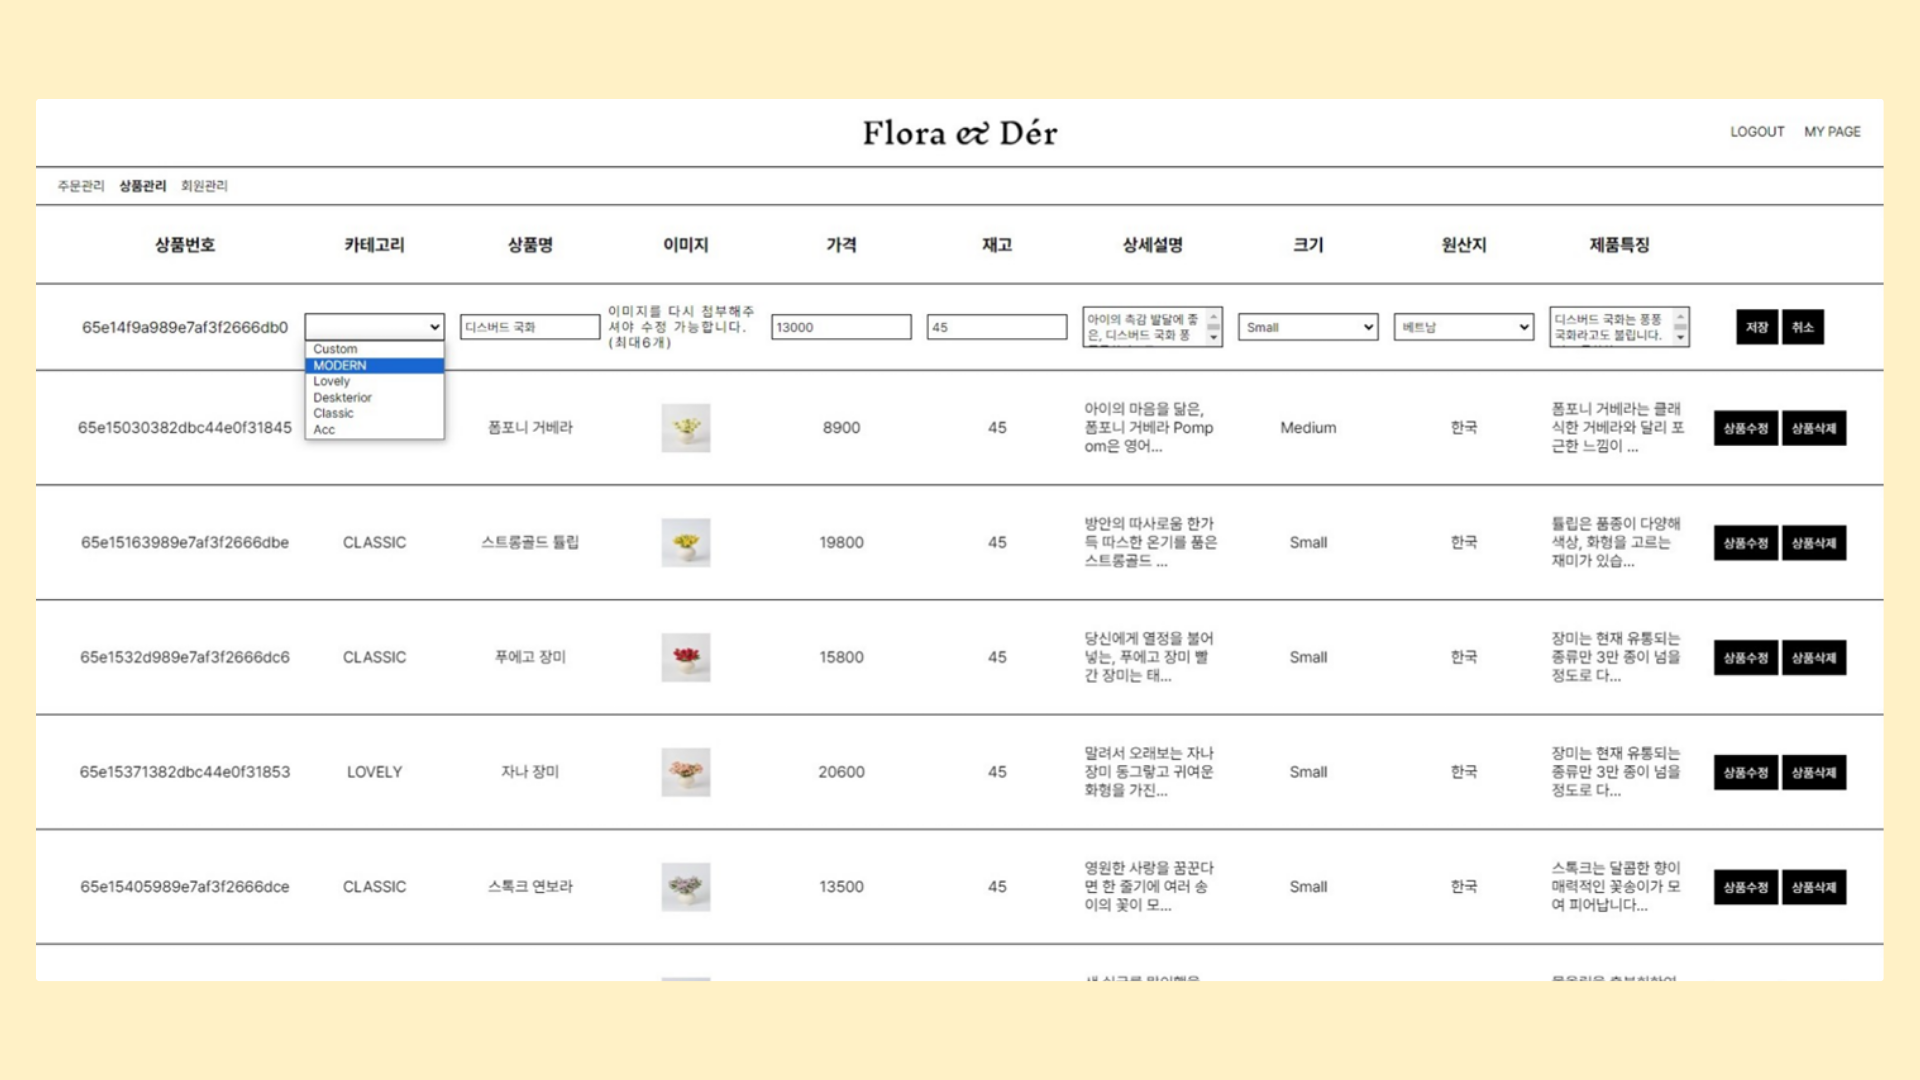 Flora & Dér
LOGOUT MY PAGE
주문관리 상품관리 회원관리
상품번호 카테고리 상품명 이미지 가격 재고 상세설명 크기 원산지 제품특징
65e14f9a989e7af3f2666db0
디스버드 국화
이미지를 다시 첨부해주
셔야 수정 가능합니다.
(최대6개)
13000
45
아이의 촉감 발달에 좋
은, 디스버드 국화 퐁
Small
베트남
디스버드 국화는 퐁퐁
국화라고도 불립니다.
저장 취소
Custom
MODERN
Lovely
Deskterior
Classic
Acc
65e15030382dbc44e0f31845
폼포니 거베라
8900
45
아이의 마음을 닮은,
폼포니 거베라 Pomp
om은 영어...
Medium
한국
폼포니 거베라는 클래
식한 거베라와 달리 포
근한 느낌이 ...
상품수정 상품삭제
65e15163989e7af3f2666dbe
CLASSIC
스트롱골드 튤립
19800
45
방안의 따사로움 한가
득 따스한 온기를 품은
스트롱골드 ...
Small
한국
튤립은 품종이 다양해
색상, 화형을 고르는
재미가 있습...
상품수정 상품삭제
65e1532d989e7af3f2666dc6
CLASSIC
푸에고 장미
15800
45
당신에게 열정을 불어
넣는, 푸에고 장미 빨
간 장미는 태...
Small
한국
장미는 현재 유통되는
종류만 3만 종이 넘을
정도로 다...
상품수정 상품삭제
65e15371382dbc44e0f31853
LOVELY
자나 장미
20600
45
말려서 오래보는 자나
장미 동그랗고 귀여운
화형을 가진...
Small
한국
장미는 현재 유통되는
종류만 3만 종이 넘을
정도로 다...
상품수정 상품삭제
65e15405989e7af3f2666dce
CLASSIC
스톡크 연보라
13500
45
영원한 사랑을 꿈꾼다
면 한 줄기에 여러 송
이의 꽃이 모...
Small
한국
스톡크는 달콤한 향이
매력적인 꽃송이가 모
여 피어납니다...
상품수정 상품삭제